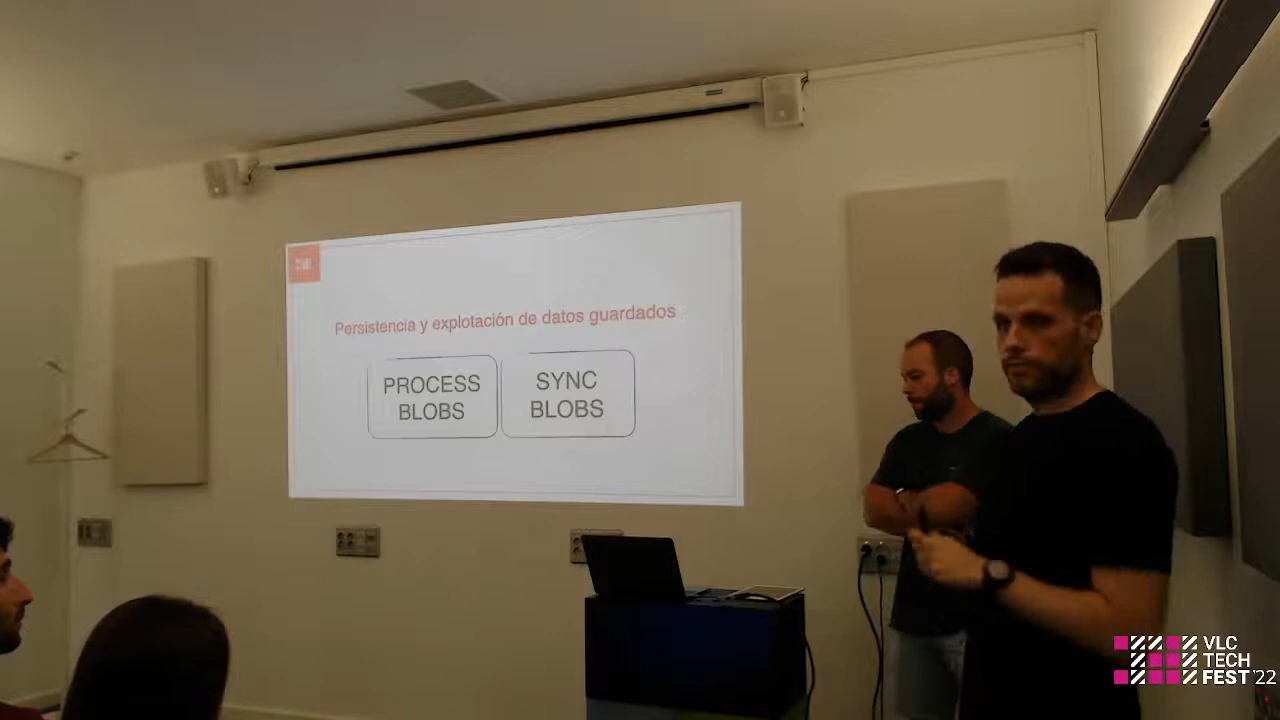 Persistencia y explotación de datos guardados
PROCESS
BLOBS
SYNC
BLOBS
VLC
TECH
FEST'22